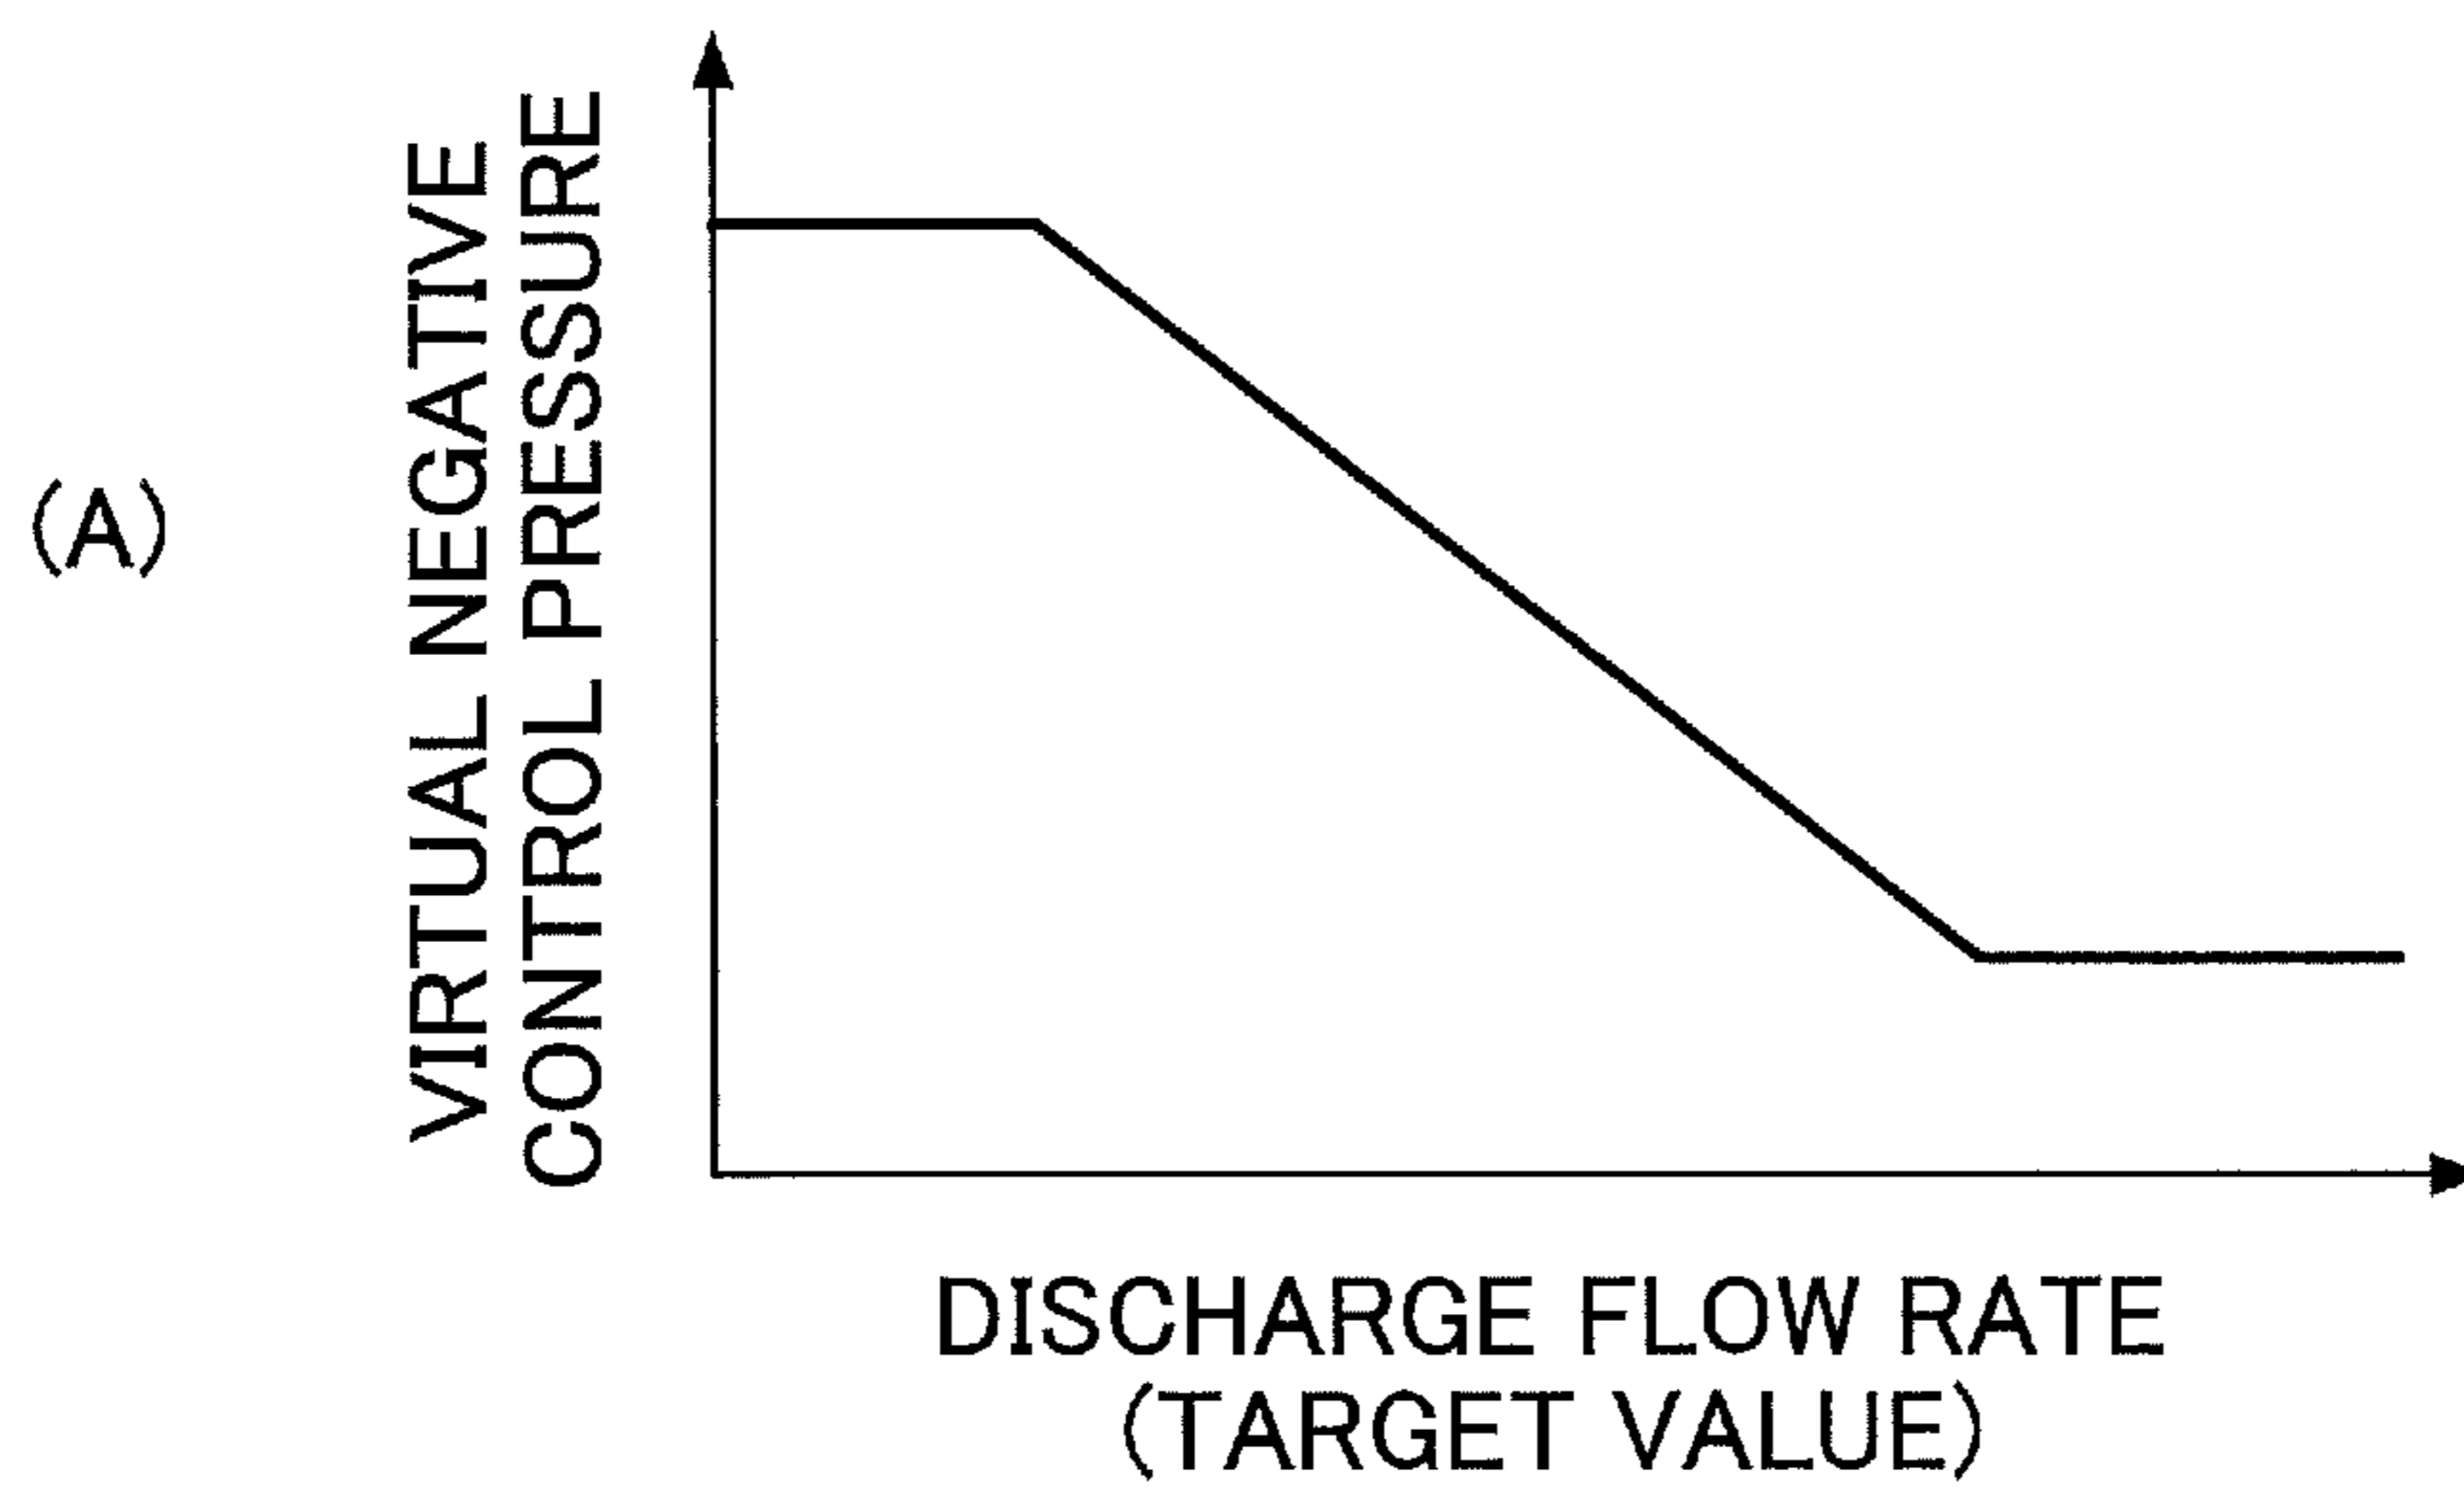 (A)
VIRTUAL NEGATIVE
CONTROL PRESSURE
DISCHARGE FLOW RATE
(TARGET VALUE)